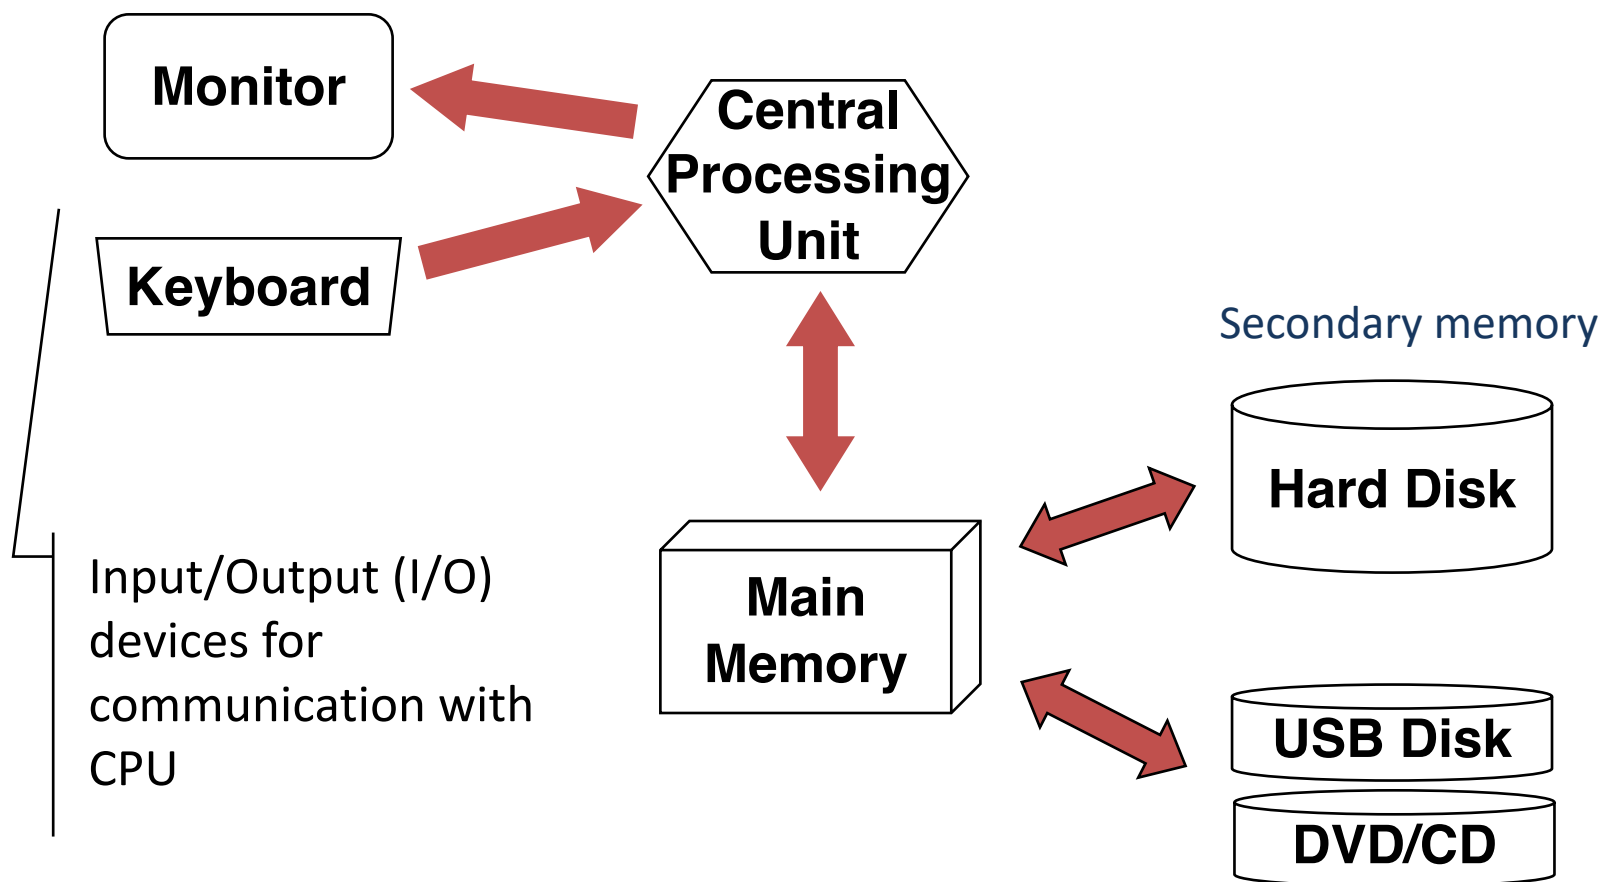 Monitor
Central
Processing
Unit
Keyboard
Secondary memory
Hard Disk
Input/Output (I/O)
devices for
communication with
CPU
Main
Memory
USB Disk
DVD/CD